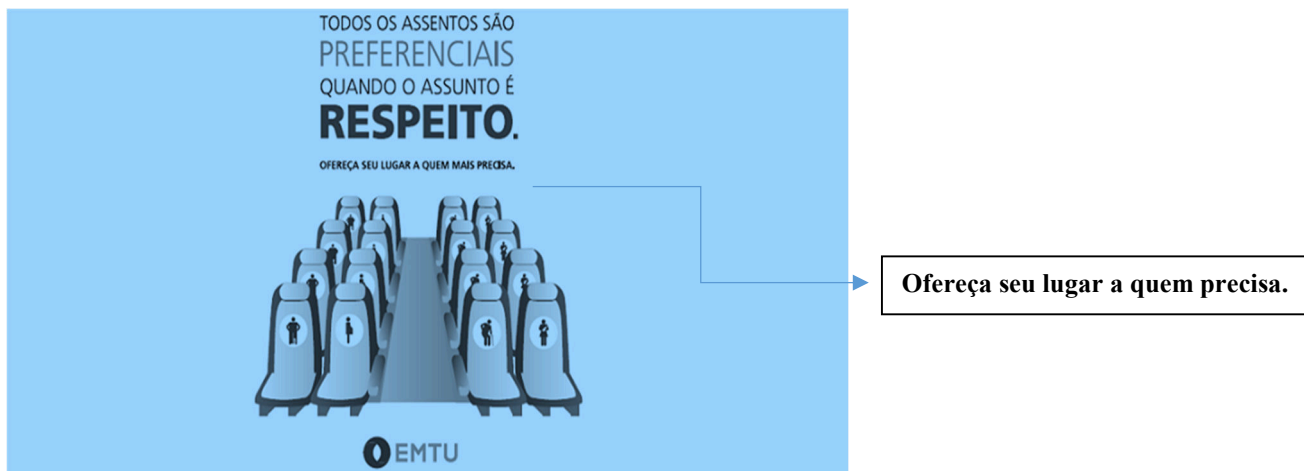 TODOS OS ASSENTOS SÃO
PREFERENCIAIS
QUANDO O ASSUNTO É
RESPEITO.
OFEREÇA SEU LUGAR A QUEM MAIS PRECISA.
Ofereça seu lugar a quem precisa.
EMTU